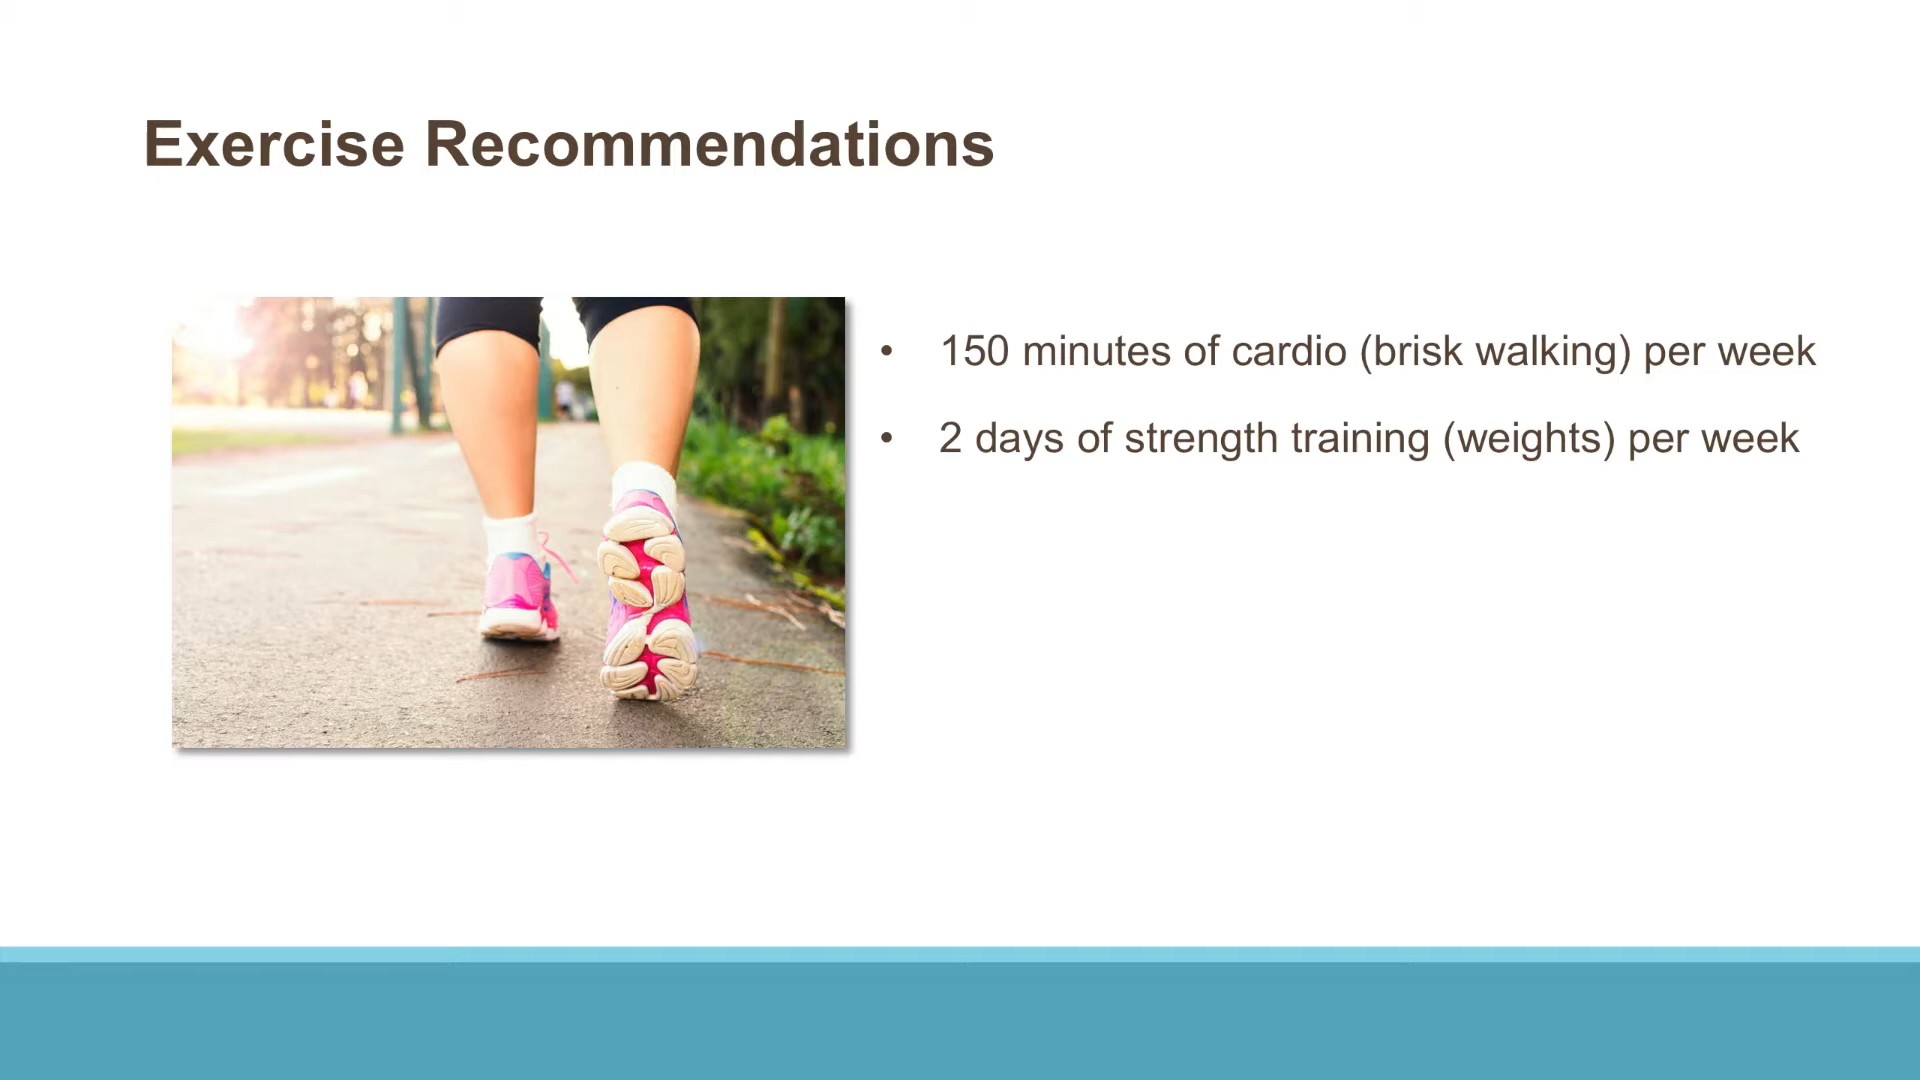 Exercise Recommendations
• 150 minutes of cardio (brisk walking) per week
• 2 days of strength training (weights) per week